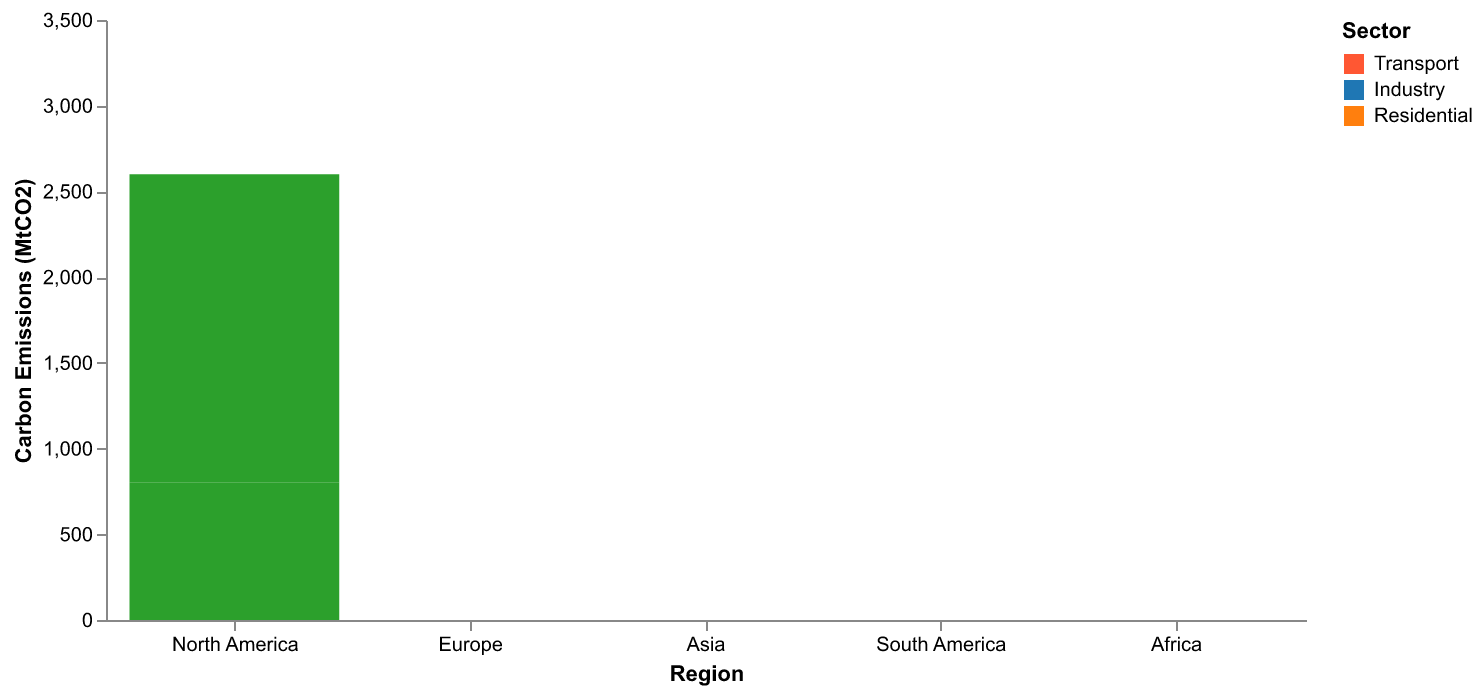 Carbon Emissions (MtCO2)
3,500
3,000
2,500
2,000
1,500
1,000
500
0
North America
Europe
Asia
South America
Africa
Region
Sector
Transport
Industry
Residential